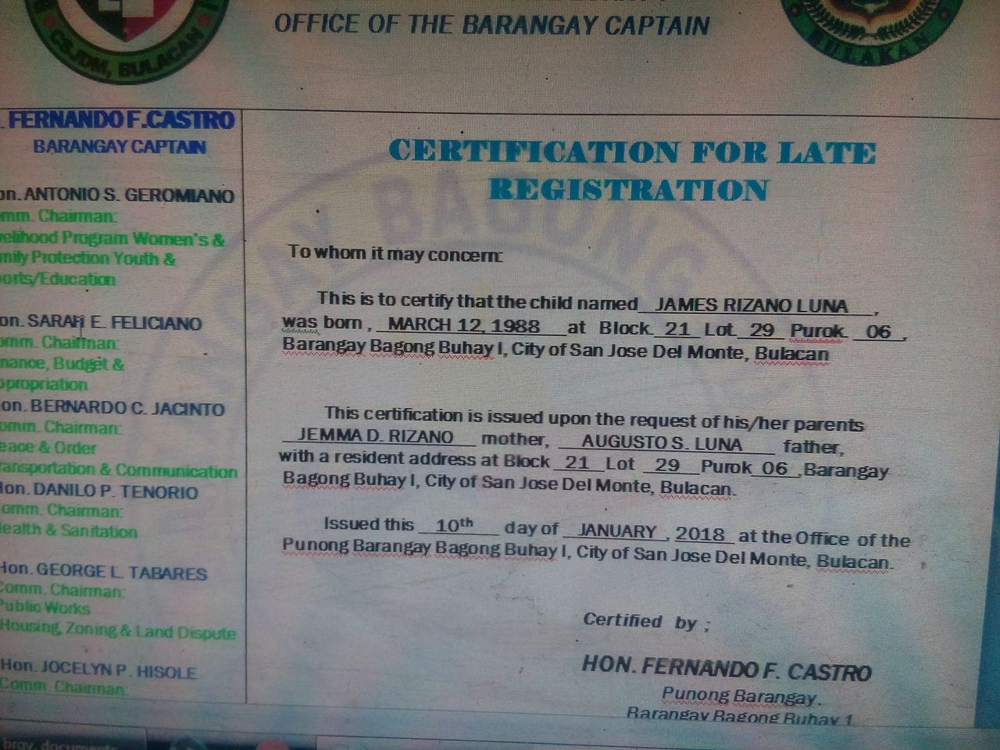 CSJDM, BULACAN
OFFICE OF THE BARANGAY CAPTAIN
BULAKAN
FERNANDO F. CASTRO
BARANGAY CAPTAIN
on. ANTONIO S. GEROMIANO
omm. Chairman:
velihood Program Women's &
mily Protection Youth &
orts/Education
on. SARAH E. FELICIANO
omm. Chairman:
nance, Budget &
ppropriation
on. BERNARDO C. JACINTO
omm. Chairman:
eace & Order
ransportation & Communication
Hon. DANILO P. TENORIO
omm. Chairman:
ealth & Sanitation
Hon. GEORGE L. TABARES
Comm. Chairman:
Public Works
Housing, Zoning & Land Dispute
Hon. JOCELYN P. HISOLE
Comm. Chairman:
CERTIFICATION FOR LATE
REGISTRATION
To whom it may concern:
This is to certify that the child named JAMES RIZANO LUNA ,
was born , MARCH 12, 1988 at Block 21 Lot 29 Purok 06 ,
Barangay Bagong Buhay I, City of San Jose Del Monte, Bulacan
This certification is issued upon the request of his/her parents
JEMMA D. RIZANO mother, AUGUSTO S. LUNA father,
with a resident address at Block 21 Lot 29 Purok 06 , Barangay
Bagong Buhay I, City of San Jose Del Monte, Bulacan.
Issued this 10th day of JANUARY , 2018 at the Office of the
Punong Barangay Bagong Buhay I, City of San Jose Del Monte, Bulacan.
Certified by ;
HON. FERNANDO F. CASTRO
Punong Barangay.
Barangay Bagong Buhay 1
brgy. documents